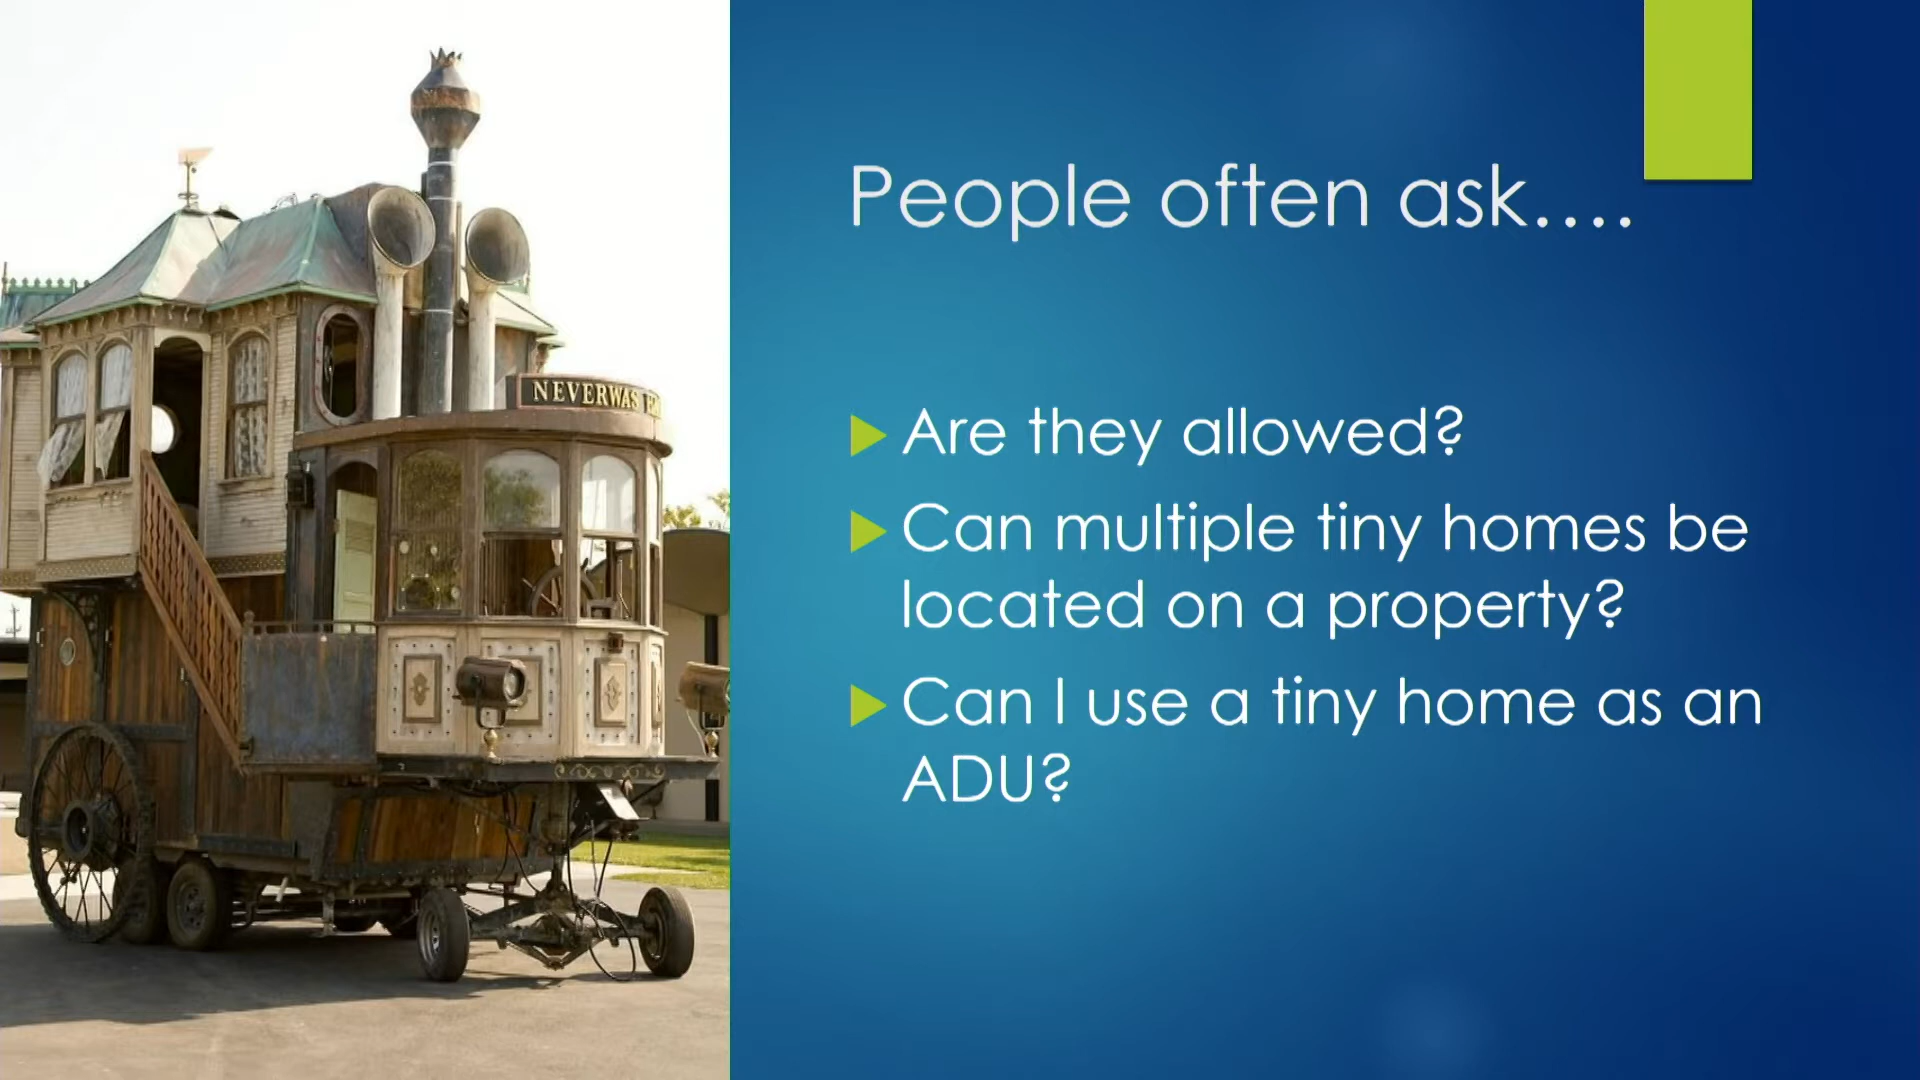 People often ask....
NEVERWAS
Are they allowed?
Can multiple tiny homes be
located on a property?
Can I use a tiny home as an
ADU?